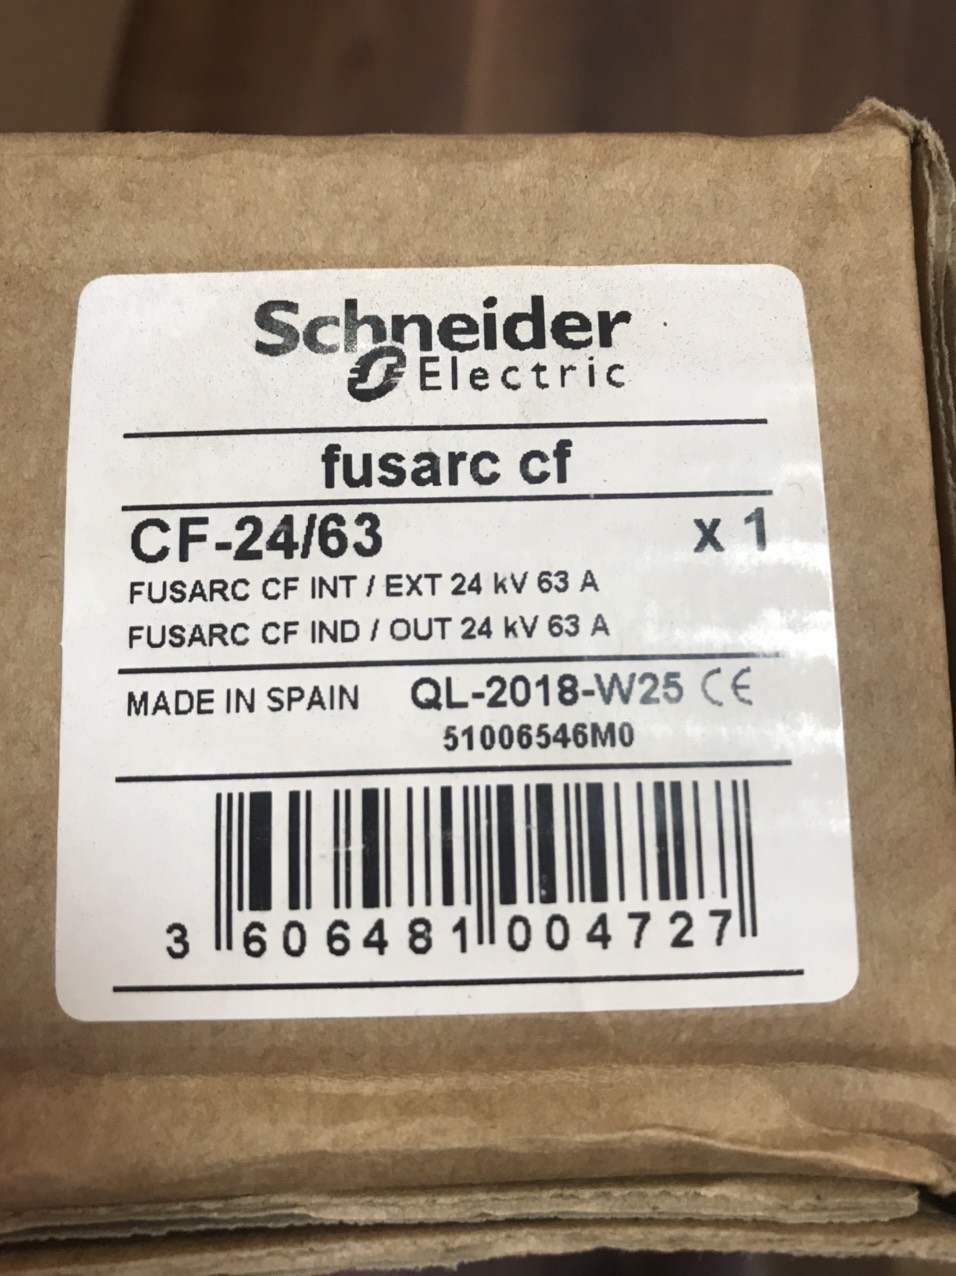 Schneider
Electric
fusarc cf
CF-24/63 x 1
FUSARC CF INT / EXT 24 kV 63 A
FUSARC CF IND / OUT 24 kV 63 A
MADE IN SPAIN QL-2018-W25 CE
51006546M0
3 606481 004727